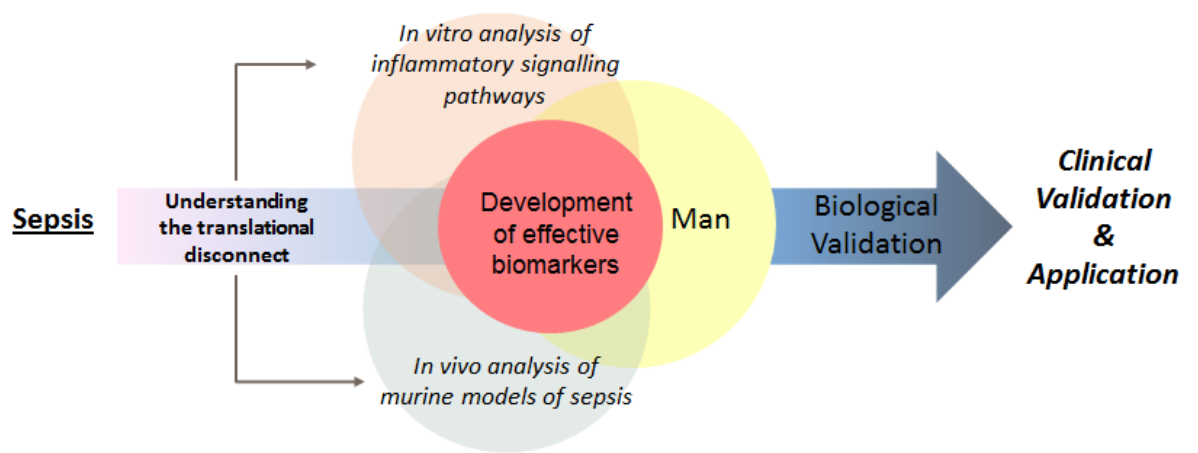 In vitro analysis of
inflammatory signalling
pathways
Sepsis
Understanding
the translational
disconnect
Development
of effective
biomarkers
Man
Biological
Validation
Clinical
Validation
&
Application
In vivo analysis of
murine models of sepsis